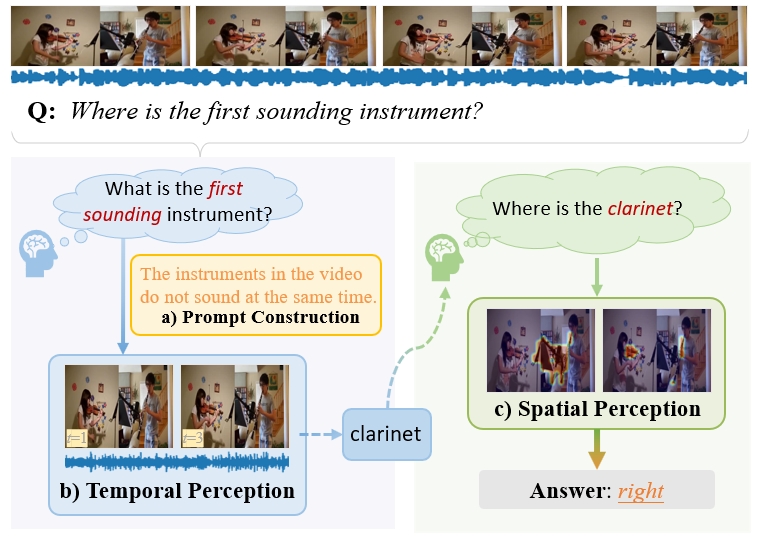 Q: Where is the first sounding instrument?
What is the first
sounding instrument?
The instruments in the video
do not sound at the same time.
a) Prompt Construction
t=1
t=3
b) Temporal Perception
clarinet
Where is the clarinet?
c) Spatial Perception
Answer: right